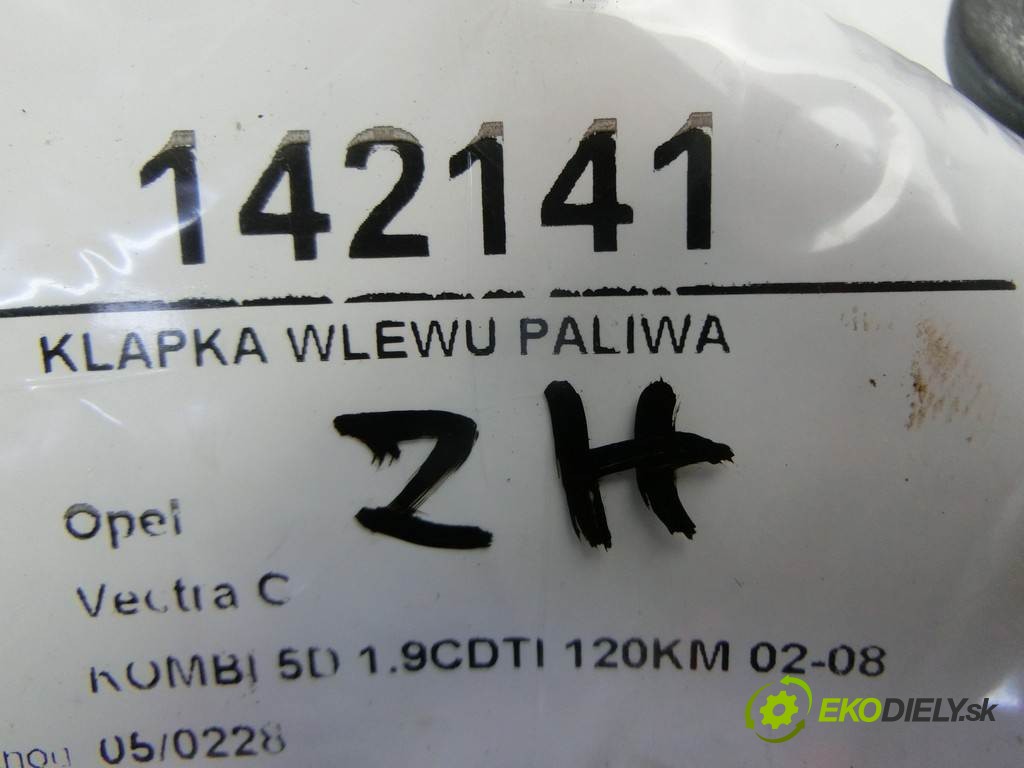 142141
KLAPKA WLEWU PALIWA
ZH
Opel
Vectra C
KOMBI 5D 1.9CDTI 120KM 02-08
05/0228
EKODIELY.sk